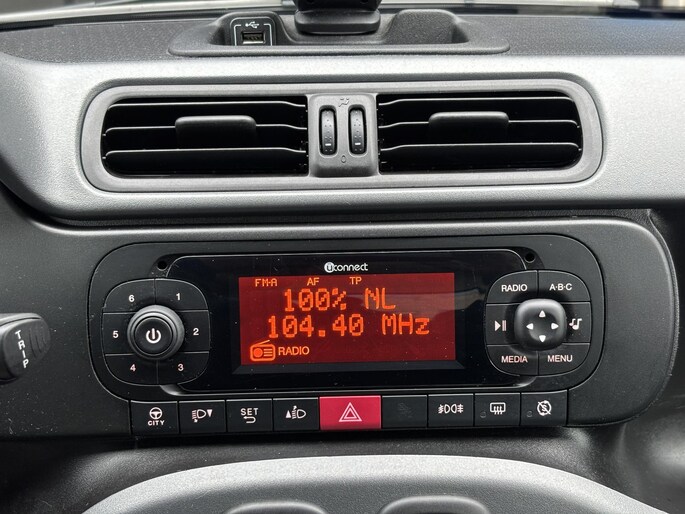 uconnect
FM-A AF TP
100% NL
104.40 MHz
RADIO
6 1
5 2
4 3
RADIO A·B·C
MEDIA MENU
TRIP
CITY
SET